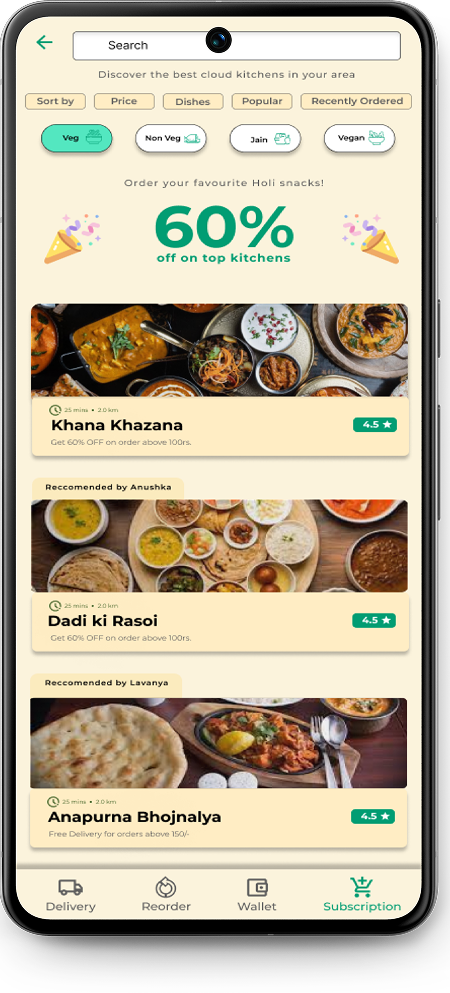 Search
Discover the best cloud kitchens in your area
Sort by Price Dishes Popular Recently Ordered
Veg Non Veg Jain Vegan
Order your favourite Holi snacks!
60%
off on top kitchens
25 mins • 2.0 km
Khana Khazana
4.5 ★
Get 60% OFF on order above 100rs.
Reccomended by Anushka
25 mins • 2.0 km
Dadi ki Rasoi
4.5 ★
Get 60% OFF on order above 100rs.
Reccomended by Lavanya
25 mins • 2.0 km
Anapurna Bhojnalya
4.5 ★
Free Delivery for orders above 150/-
Delivery Reorder Wallet Subscription